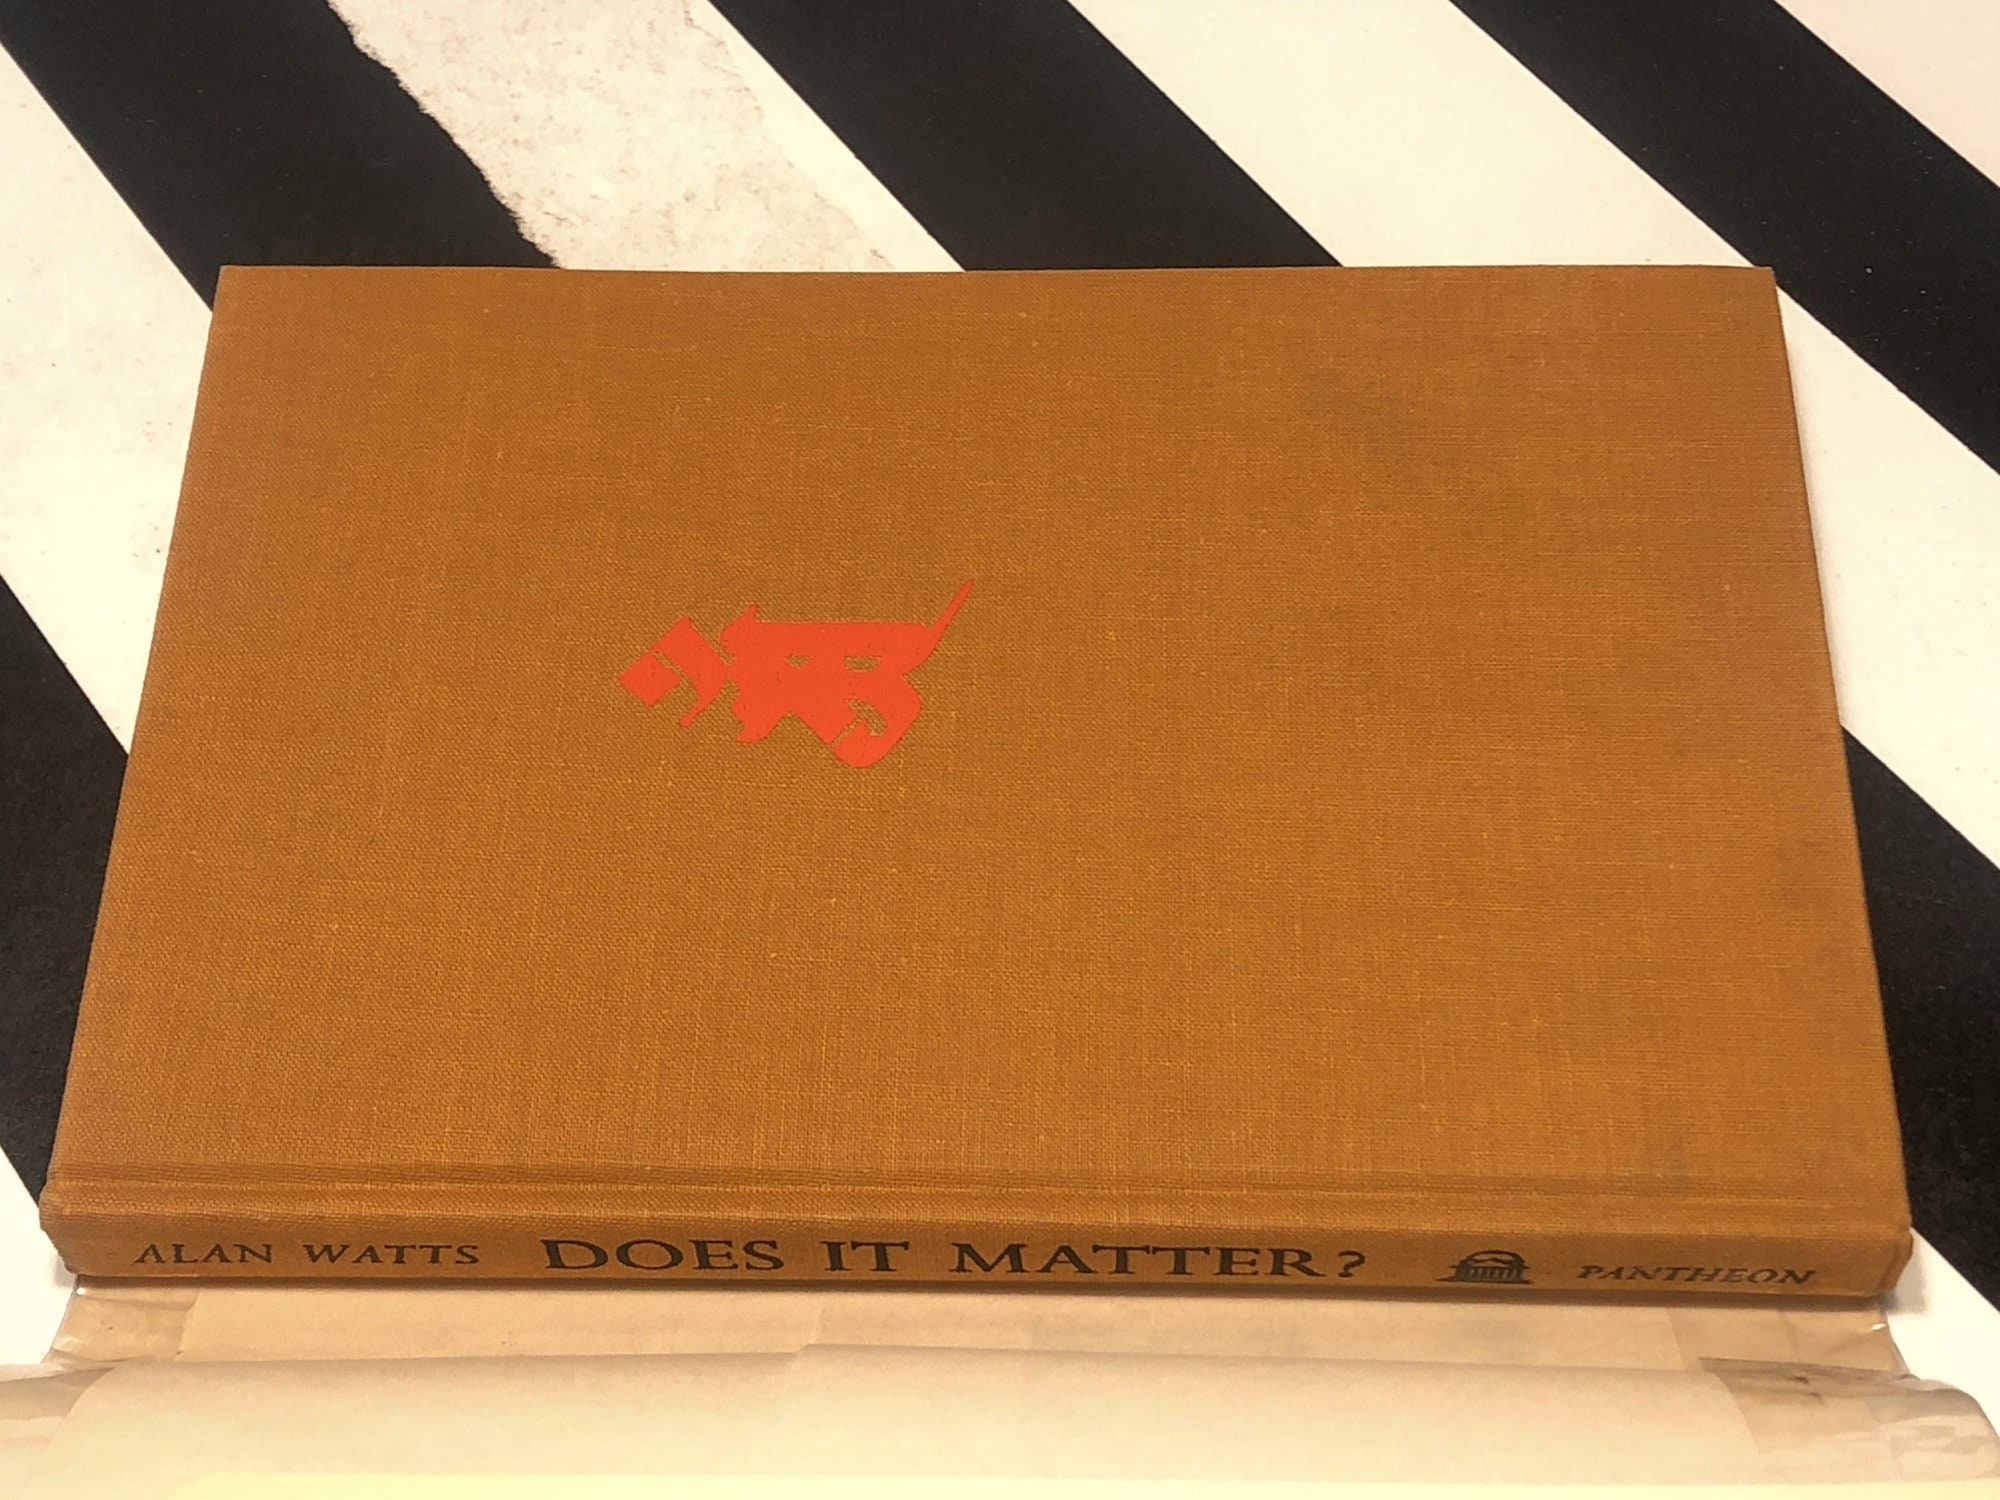 ALAN WATTS DOES IT MATTER? PANTHEON